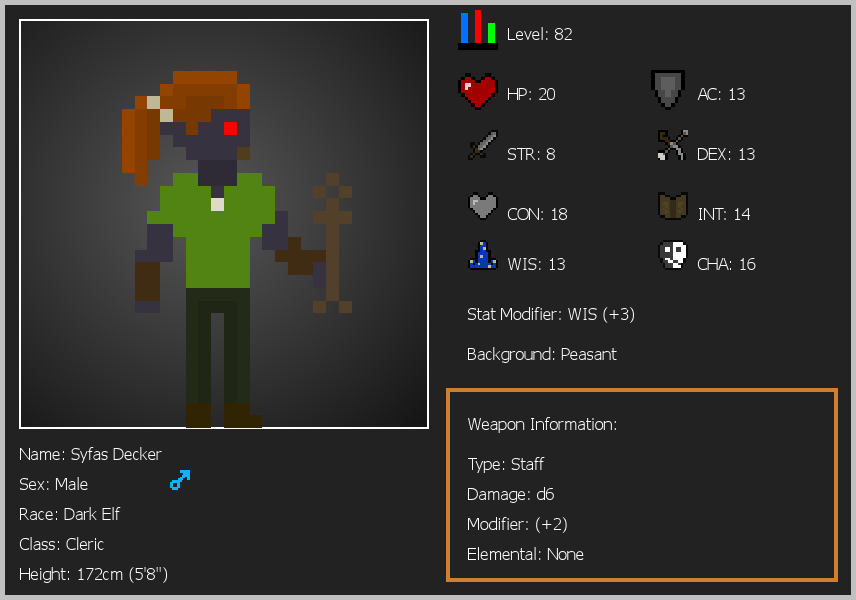 Level: 82
HP: 20
AC: 13
STR: 8
DEX: 13
CON: 18
INT: 14
WIS: 13
CHA: 16
Stat Modifier: WIS (+3)
Background: Peasant
Weapon Information:
Type: Staff
Damage: d6
Modifier: (+2)
Elemental: None
Name: Syfas Decker
Sex: Male
Race: Dark Elf
Class: Cleric
Height: 172cm (5'8")